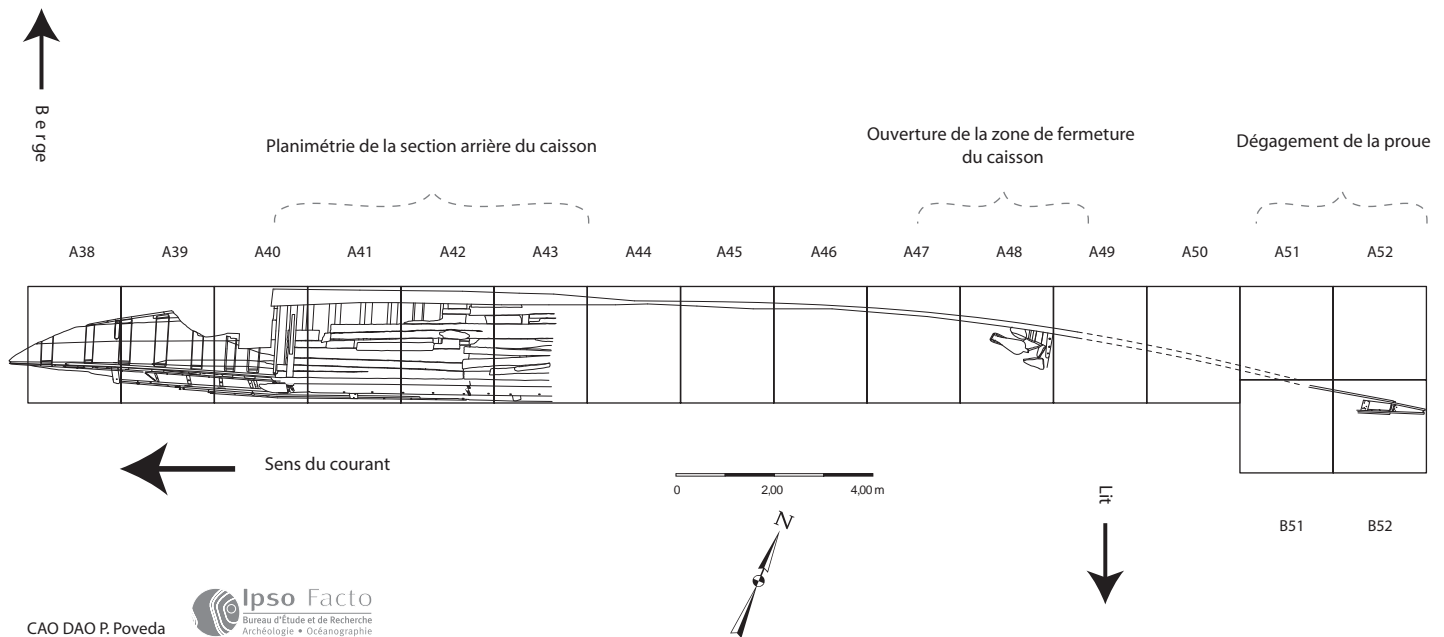 Berge
Planimétrie de la section arrière du caisson
Ouverture de la zone de fermeture
du caisson
Dégagement de la proue
A38 A39 A40 A41 A42 A43 A44 A45 A46 A47 A48 A49 A50 A51 A52
Sens du courant
0 2,00 4,00 m
N
Lit
B51 B52
CAO DAO P. Poveda
Ipso Facto
Bureau d'Étude et de Recherche
Archéologie • Océanographie